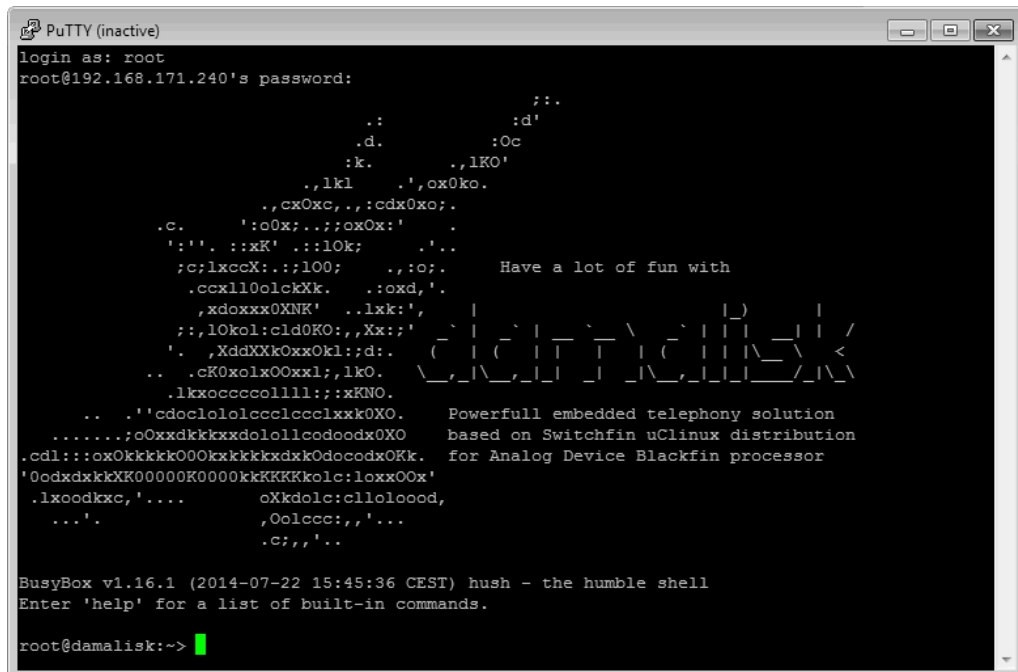 PuTTY (inactive)
login as: root
root@192.168.171.240's password:
Have a lot of fun with
damalisk
Powerfull embedded telephony solution
based on Switchfin uClinux distribution
for Analog Device Blackfin processor
BusyBox v1.16.1 (2014-07-22 15:45:36 CEST) hush - the humble shell
Enter 'help' for a list of built-in commands.
root@damalisk:~>